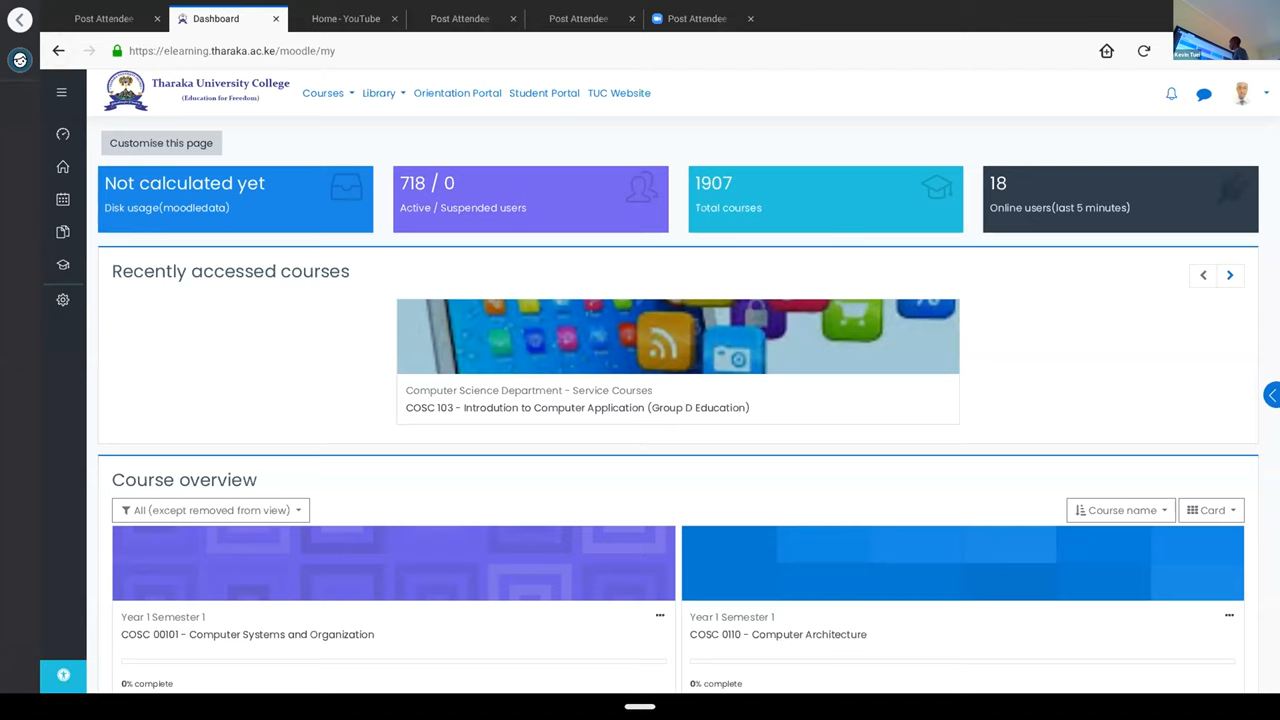 Post Attendee
Dashboard
Home - YouTube
Post Attendee
Post Attendee
Post Attendee
https://elearning.tharaka.ac.ke/moodle/my
Tharaka University College
(Education for Freedom)
Courses
Library
Orientation Portal
Student Portal
TUC Website
Customise this page
Not calculated yet
Disk usage(moodledata)
718 / 0
Active / Suspended users
1907
Total courses
18
Online users(last 5 minutes)
Recently accessed courses
Computer Science Department - Service Courses
COSC 103 - Introdution to Computer Application (Group D Education)
Course overview
All (except removed from view)
Course name
Card
Year 1 Semester 1
COSC 00101 - Computer Systems and Organization
0% complete
Year 1 Semester 1
COSC 0110 - Computer Architecture
0% complete